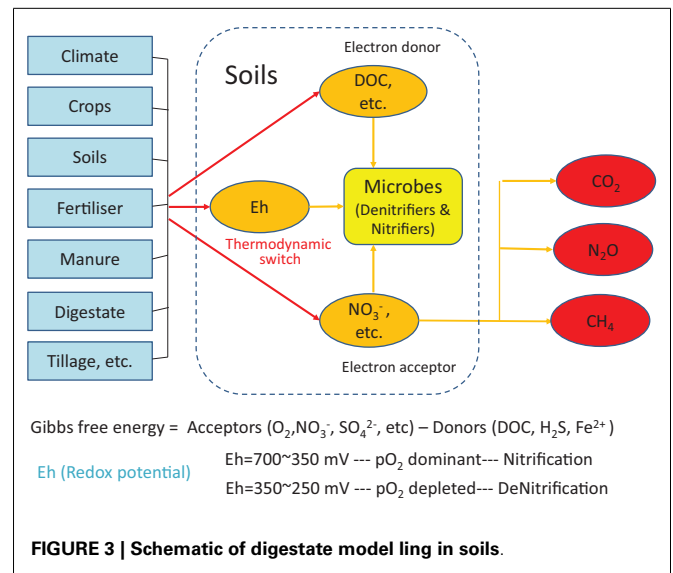 Climate
Crops
Soils
Fertiliser
Manure
Digestate
Tillage, etc.
Soils
Electron donor
DOC,
etc.
Eh
Thermodynamic
switch
Microbes
(Denitrifiers &
Nitrifiers)
NO₃⁻,
etc.
Electron acceptor
CO₂
N₂O
CH₄
Gibbs free energy = Acceptors (O₂,NO₃⁻, SO₄²⁻, etc) – Donors (DOC, H₂S, Fe²⁺ )
Eh (Redox potential)
Eh=700~350 mV --- pO₂ dominant--- Nitrification
Eh=350~250 mV --- pO₂ depleted--- DeNitrification
FIGURE 3 | Schematic of digestate model ling in soils.